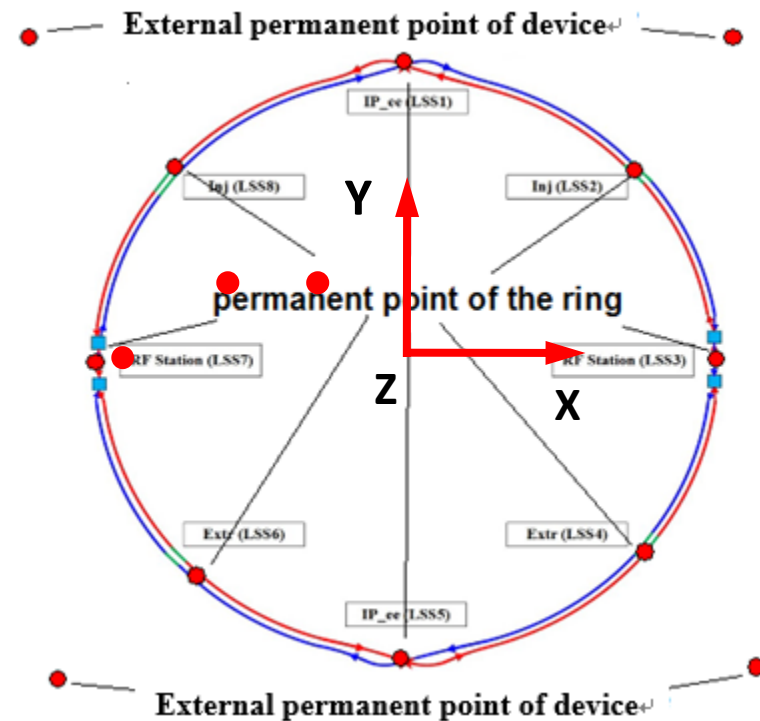 External permanent point of device
IP_ee (LSS1)
Inj (LSS8)
Inj (LSS2)
Y
permanent point of the ring
RF Station (LSS7)
RF Station (LSS3)
Z
X
Extr (LSS6)
Extr (LSS4)
IP_ee (LSS5)
External permanent point of device